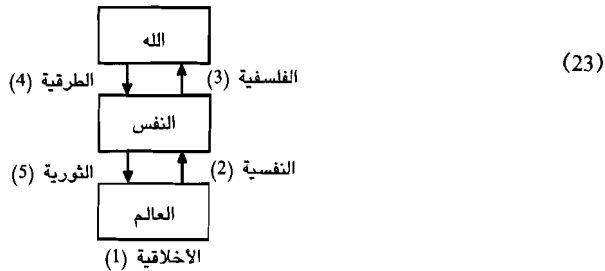 الله
(23)
(3) الفلسفية
(4) الطرقية
النفس
(2) النفسية
(5) الثورية
العالم
(1) الأخلاقية